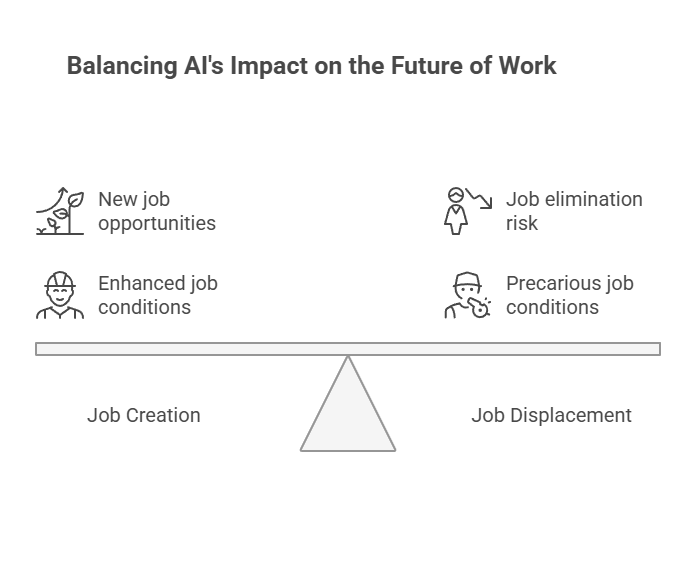 Balancing AI's Impact on the Future of Work
New job
opportunities
Job elimination
risk
Enhanced job
conditions
Precarious job
conditions
Job Creation
Job Displacement